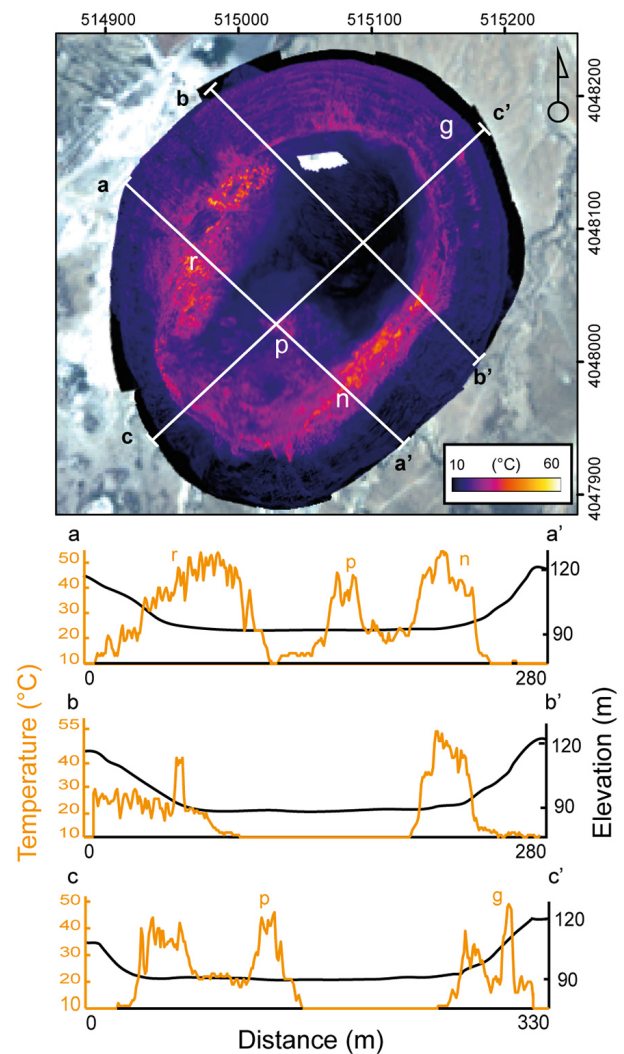 514900 515000 515100 515200
4048200
4048100
4048000
4047900
b
c'
g
a
r
p
n
b'
c
a'
10 (°C) 60
a a'
r p n
50
40
30
20
10
120
90
0 280
b b'
55
40
30
20
10
120
90
0 280
c c'
p g
50
40
30
20
10
120
90
0 330
Temperature (°C)
Elevation (m)
Distance (m)